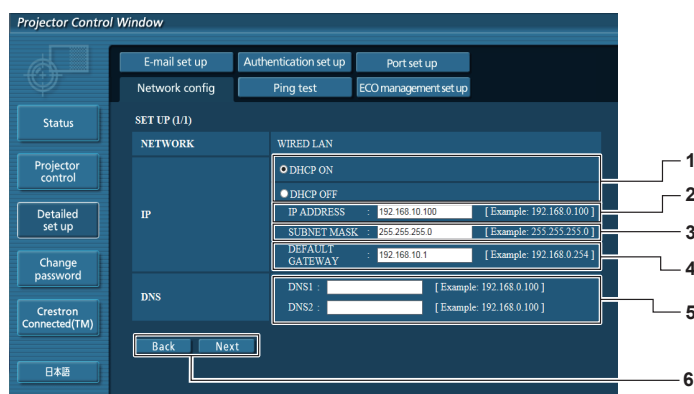 Projector Control Window
E-mail set up
Authentication set up
Port set up
Network config
Ping test
ECO management set up
Status
Projector control
Detailed set up
Change password
Crestron Connected(TM)
日本語
SET UP (1/1)
NETWORK
WIRED LAN
IP
DHCP ON
DHCP OFF
IP ADDRESS : 192.168.10.100 [ Example: 192.168.0.100 ]
SUBNET MASK : 255.255.255.0 [ Example: 255.255.255.0 ]
DEFAULT GATEWAY : 192.168.10.1 [ Example: 192.168.0.254 ]
DNS
DNS1 : [ Example: 192.168.0.100 ]
DNS2 : [ Example: 192.168.0.100 ]
Back
Next
1
2
3
4
5
6